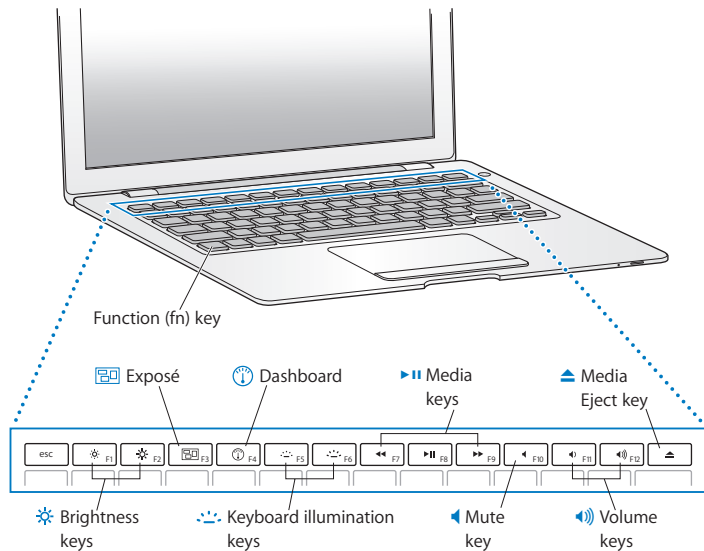 Function (fn) key
Exposé
Dashboard
Media
keys
Media
Eject key
esc F1 F2 F3 F4 F5 F6 F7 F8 F9 F10 F11 F12
Brightness
keys
Keyboard illumination
keys
Mute
key
Volume
keys